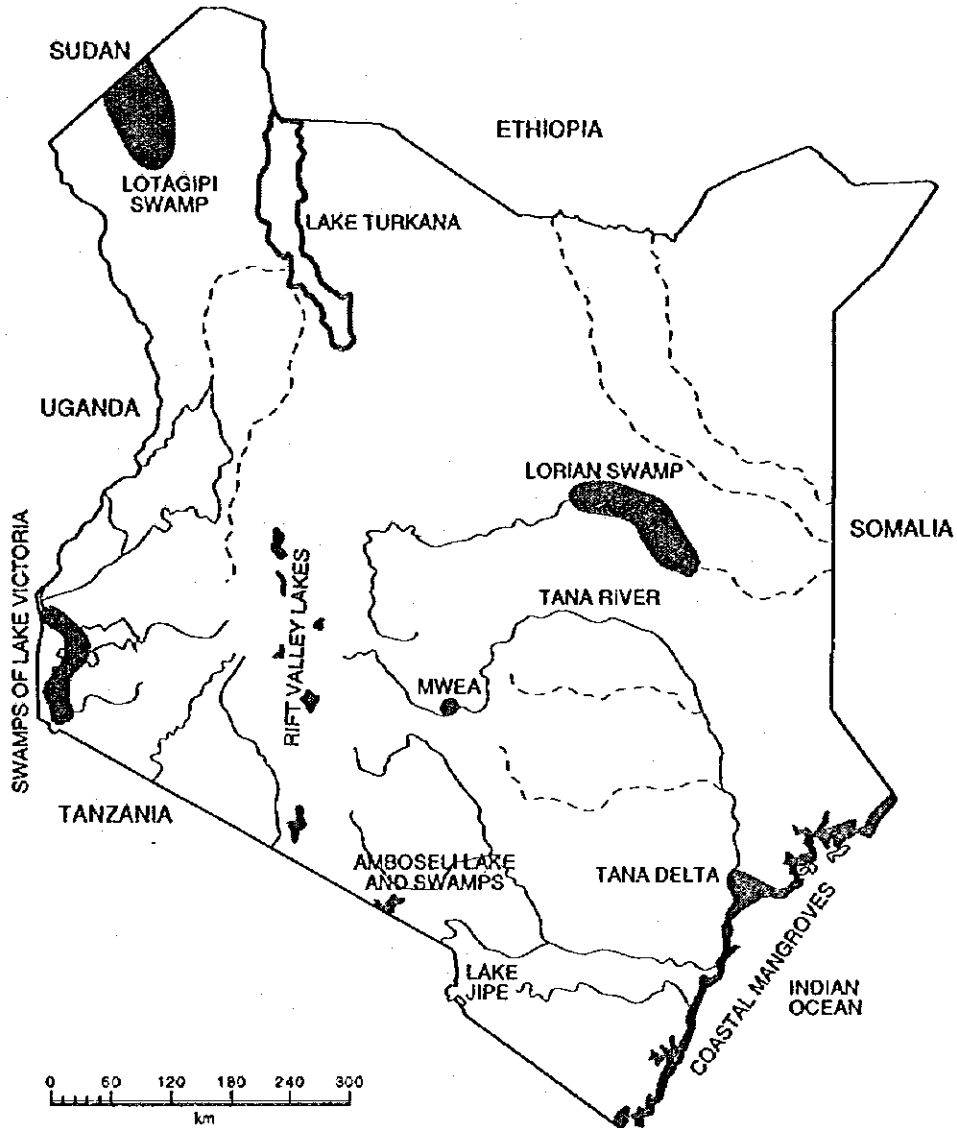 SUDAN
ETHIOPIA
LOTAGIPI
SWAMP
LAKE TURKANA
UGANDA
LORIAN SWAMP
SOMALIA
SWAMPS OF LAKE VICTORIA
RIFT VALLEY LAKES
TANA RIVER
MWEA
TANZANIA
AMBOSELI LAKE
AND SWAMPS
TANA DELTA
LAKE
JIPE
COASTAL MANGROVES
INDIAN
OCEAN
0 60 120 180 240 300
km